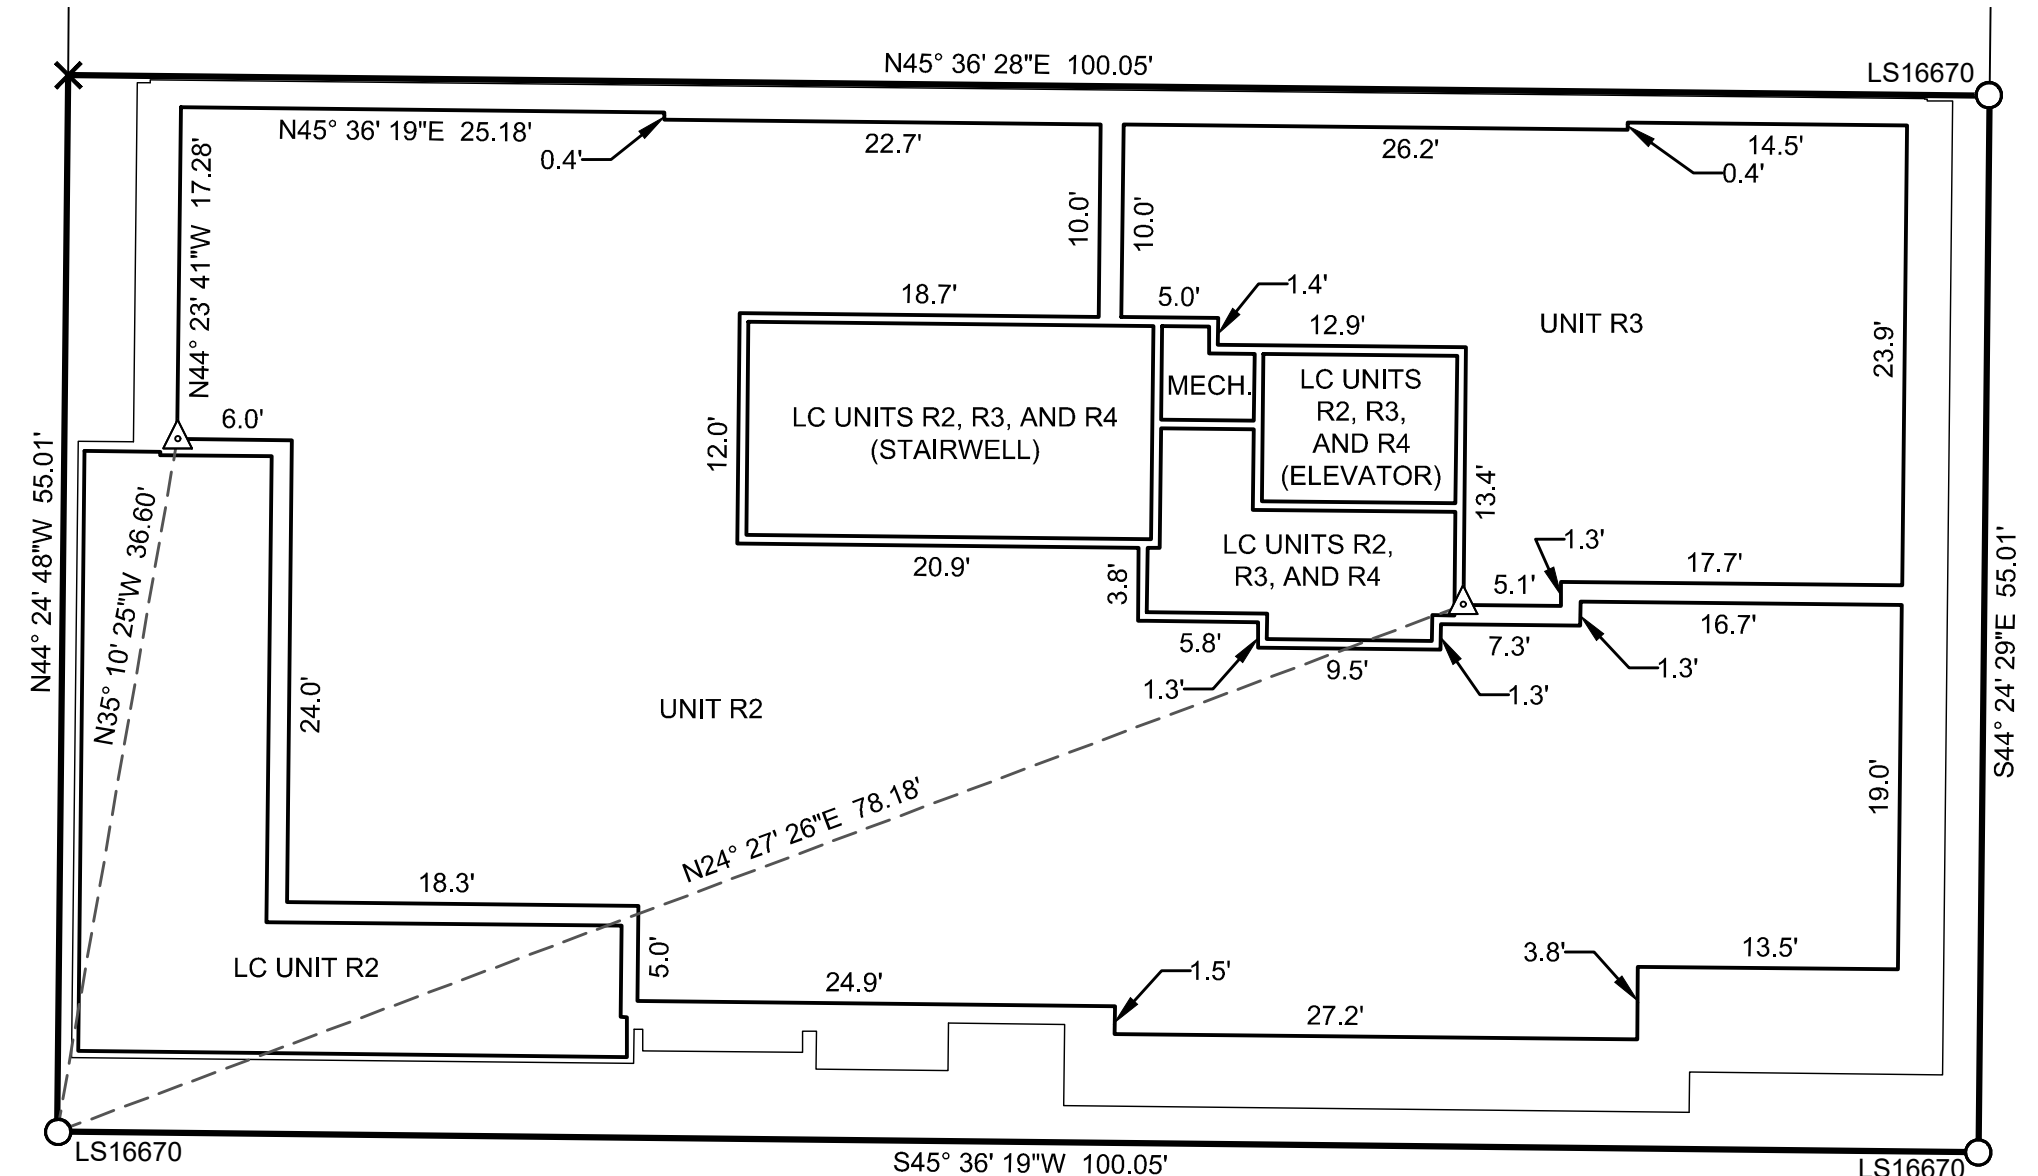 N45° 36' 28"E 100.05'
LS16670
N45° 36' 19"E 25.18'
0.4'
22.7'
26.2'
14.5'
0.4'
N44° 23' 41"W 17.28'
10.0'
10.0'
18.7'
5.0'
1.4'
12.9'
UNIT R3
23.9'
6.0'
12.0'
LC UNITS R2, R3, AND R4
(STAIRWELL)
MECH.
LC UNITS
R2, R3,
AND R4
(ELEVATOR)
13.4'
N44° 24' 48"W 55.01'
N35° 10' 25"W 36.60'
20.9'
3.8'
LC UNITS R2,
R3, AND R4
1.3'
5.1'
17.7'
5.8'
1.3'
9.5'
7.3'
1.3'
16.7'
1.3'
S44° 24' 29"E 55.01'
24.0'
UNIT R2
N24° 27' 26"E 78.18'
19.0'
18.3'
LC UNIT R2
5.0'
24.9'
1.5'
27.2'
3.8'
13.5'
LS16670
S45° 36' 19"W 100.05'
LS16670